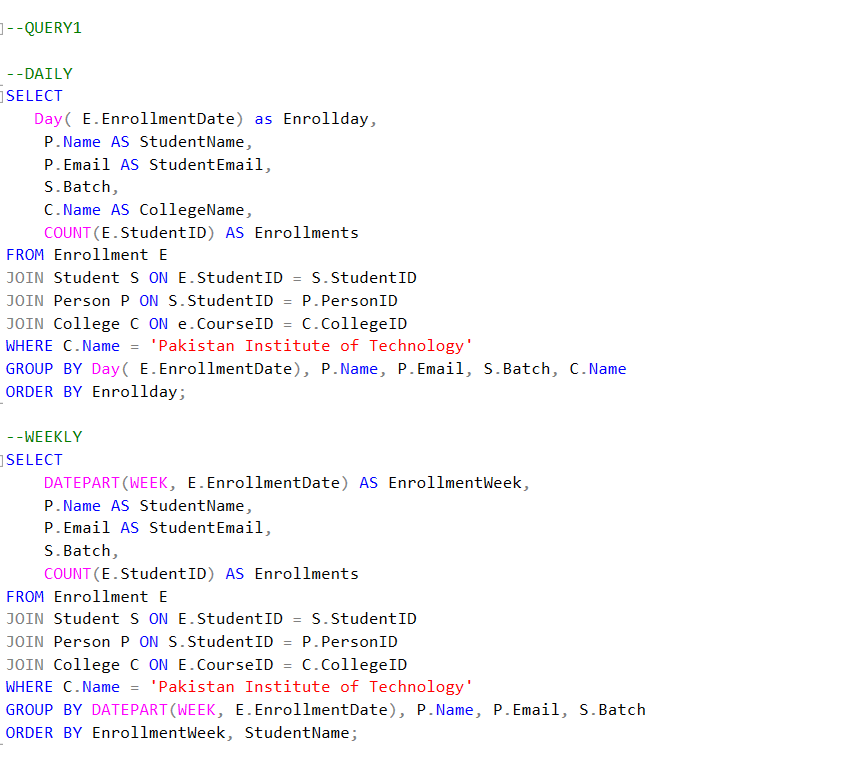 --QUERY1
--DAILY
SELECT
Day( E.EnrollmentDate) as Enrollday,
P.Name AS StudentName,
P.Email AS StudentEmail,
S.Batch,
C.Name AS CollegeName,
COUNT(E.StudentID) AS Enrollments
FROM Enrollment E
JOIN Student S ON E.StudentID = S.StudentID
JOIN Person P ON S.StudentID = P.PersonID
JOIN College C ON e.CourseID = C.CollegeID
WHERE C.Name = 'Pakistan Institute of Technology'
GROUP BY Day( E.EnrollmentDate), P.Name, P.Email, S.Batch, C.Name
ORDER BY Enrollday;
--WEEKLY
SELECT
DATEPART(WEEK, E.EnrollmentDate) AS EnrollmentWeek,
P.Name AS StudentName,
P.Email AS StudentEmail,
S.Batch,
COUNT(E.StudentID) AS Enrollments
FROM Enrollment E
JOIN Student S ON E.StudentID = S.StudentID
JOIN Person P ON S.StudentID = P.PersonID
JOIN College C ON E.CourseID = C.CollegeID
WHERE C.Name = 'Pakistan Institute of Technology'
GROUP BY DATEPART(WEEK, E.EnrollmentDate), P.Name, P.Email, S.Batch
ORDER BY EnrollmentWeek, StudentName;